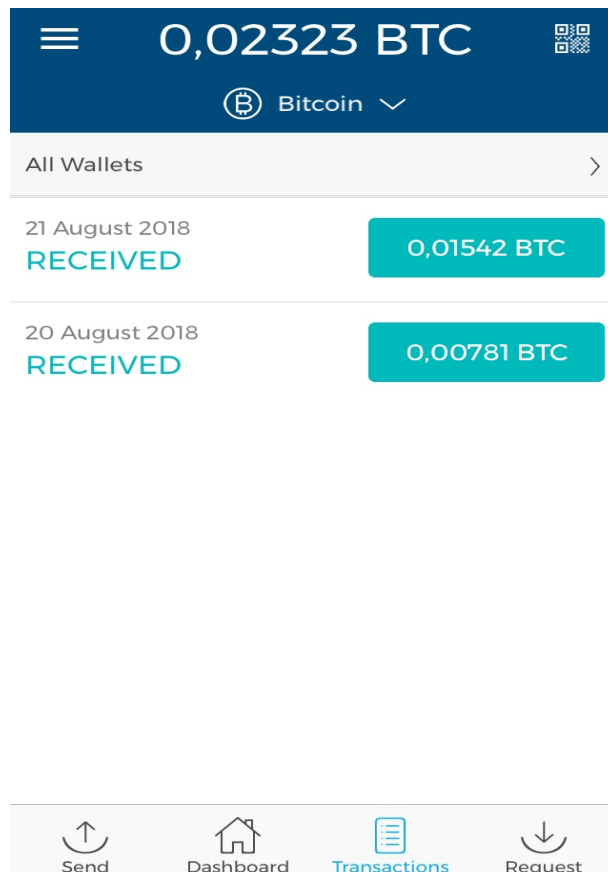 0,02323 BTC
Bitcoin
All Wallets
21 August 2018
RECEIVED
0,01542 BTC
20 August 2018
RECEIVED
0,00781 BTC
Send Dashboard Transactions Request